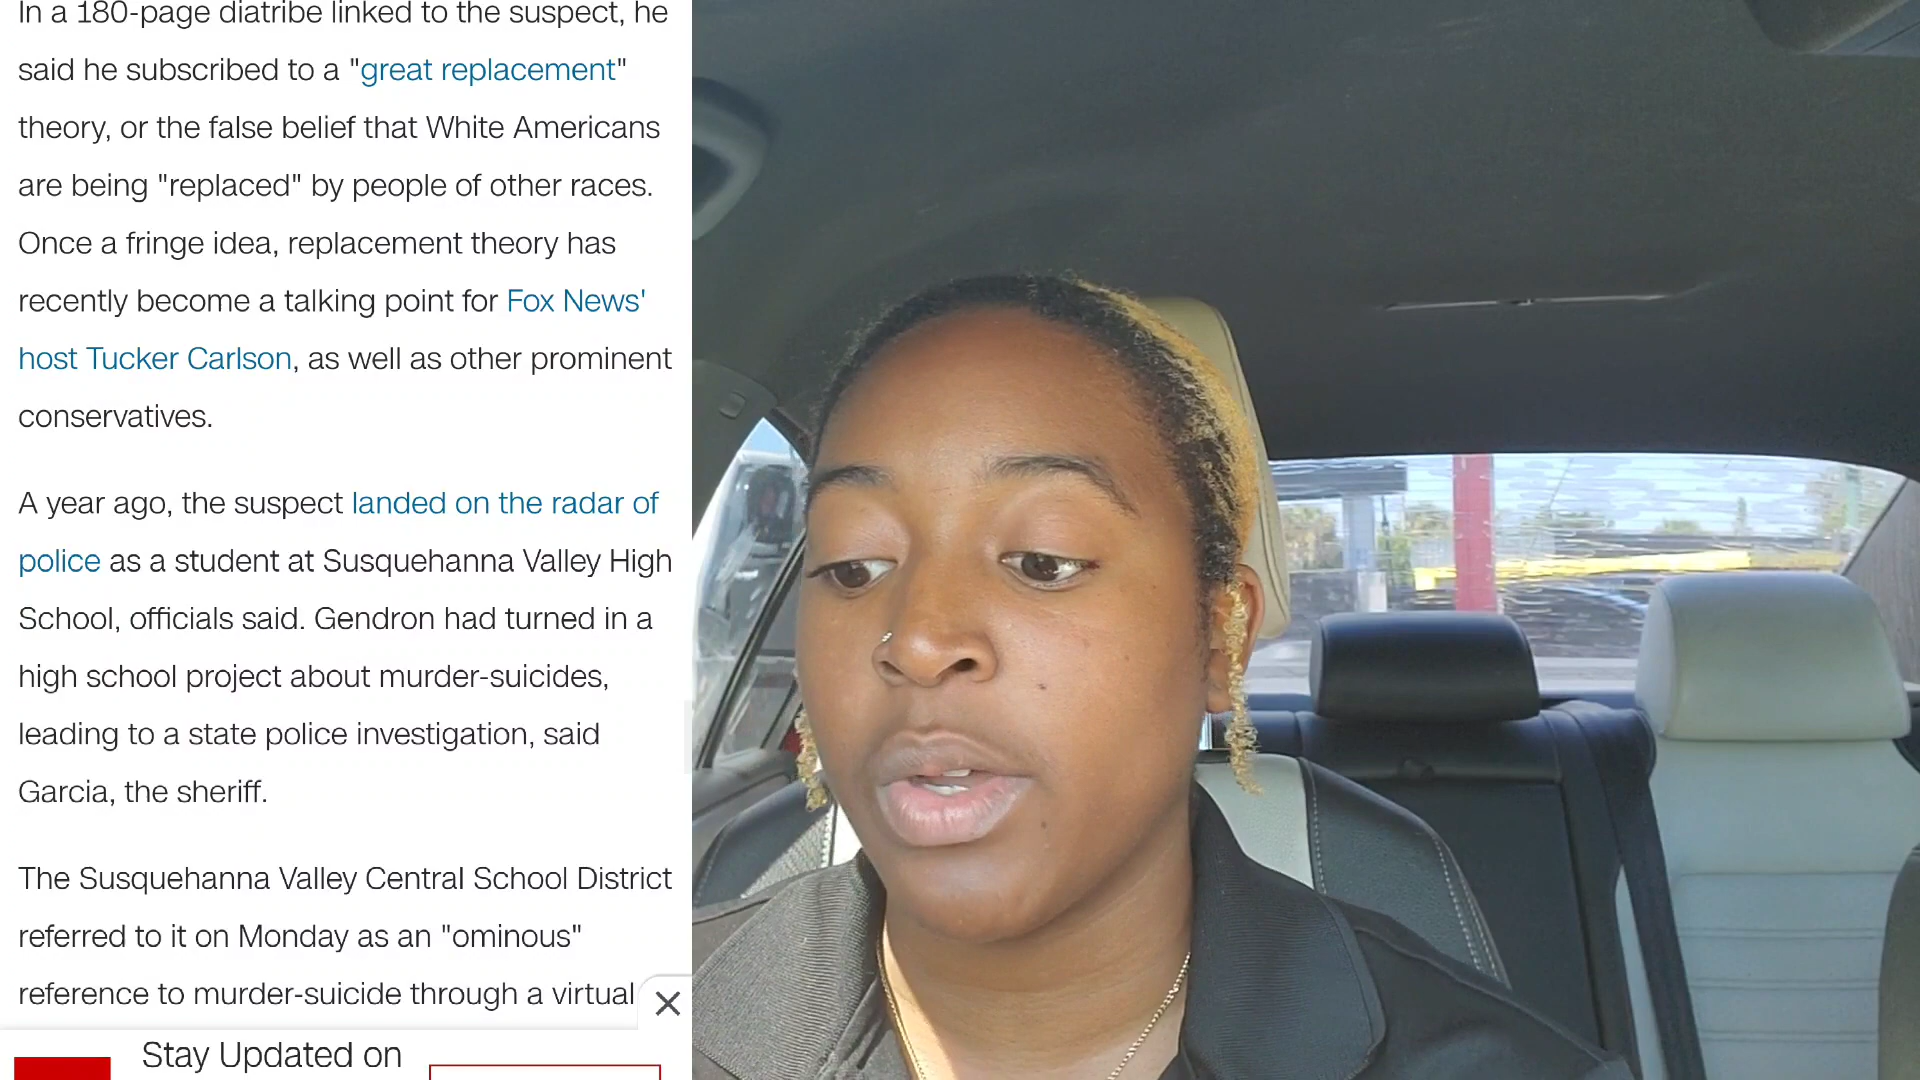 In a 180-page diatribe linked to the suspect, he
said he subscribed to a "great replacement"
theory, or the false belief that White Americans
are being "replaced" by people of other races.
Once a fringe idea, replacement theory has
recently become a talking point for Fox News'
host Tucker Carlson, as well as other prominent
conservatives.
A year ago, the suspect landed on the radar of
police as a student at Susquehanna Valley High
School, officials said. Gendron had turned in a
high school project about murder-suicides,
leading to a state police investigation, said
Garcia, the sheriff.
The Susquehanna Valley Central School District
referred to it on Monday as an "ominous"
reference to murder-suicide through a virtual
Stay Updated on